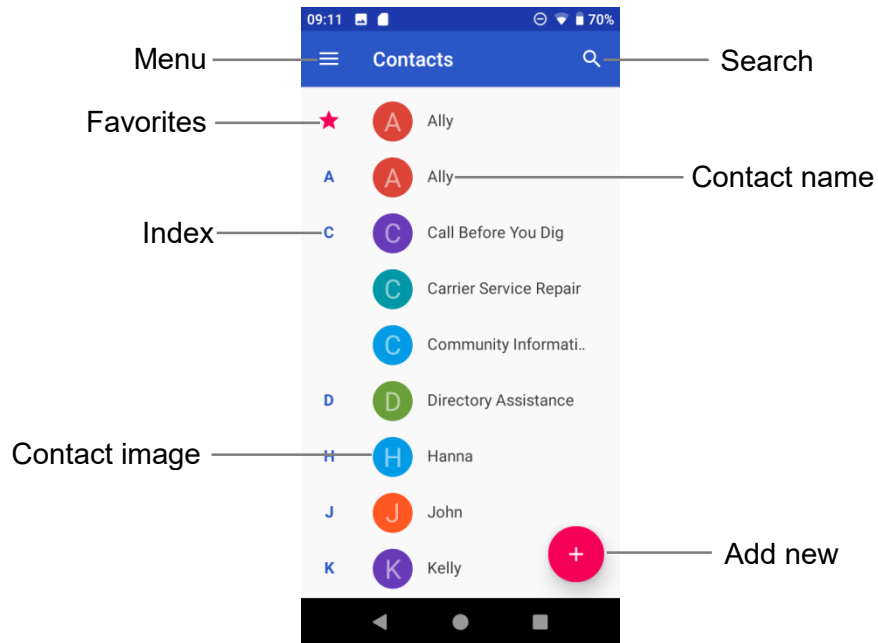 09:11 70%
Menu Contacts Search
Favorites A Ally
A A Ally Contact name
Index C C Call Before You Dig
C Carrier Service Repair
C Community Informati..
D D Directory Assistance
Contact image H H Hanna
J J John
K K Kelly + Add new